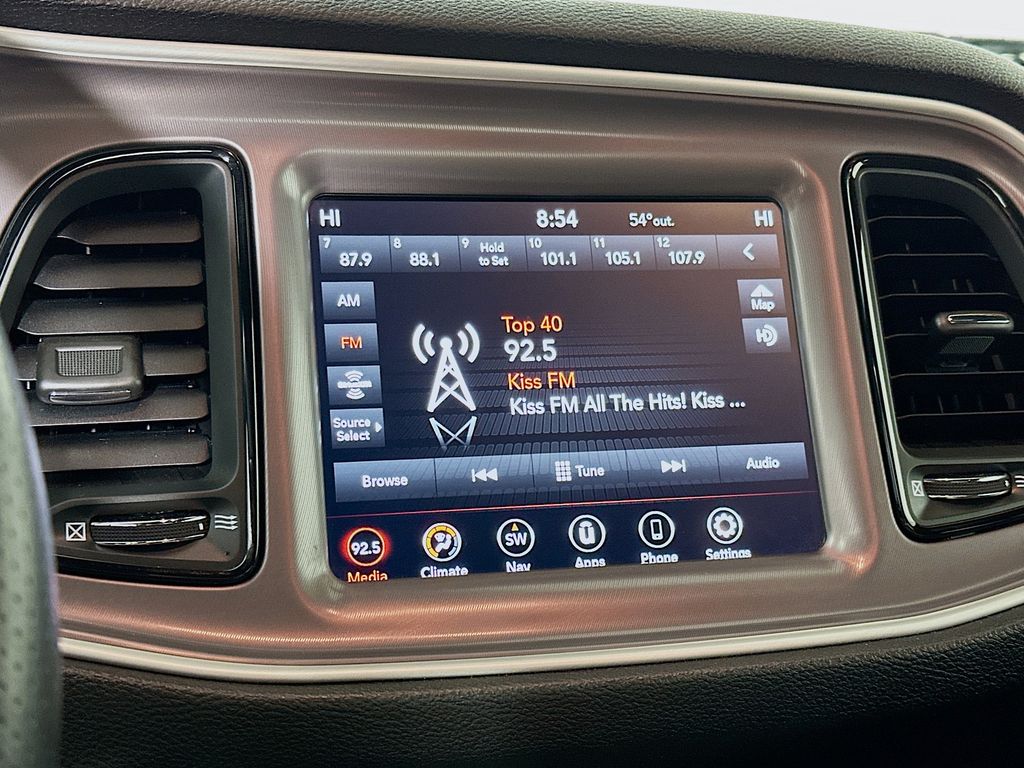 HI 8:54 54° out. HI
7 87.9 8 88.1 9 Hold to Set 10 101.1 11 105.1 12 107.9
AM
FM
SiriusXM
Source
Select
Map
HD
Top 40
92.5
Kiss FM
Kiss FM All The Hits! Kiss ...
Browse Tune Audio
92.5 SW
Media Climate Nav Apps Phone Settings